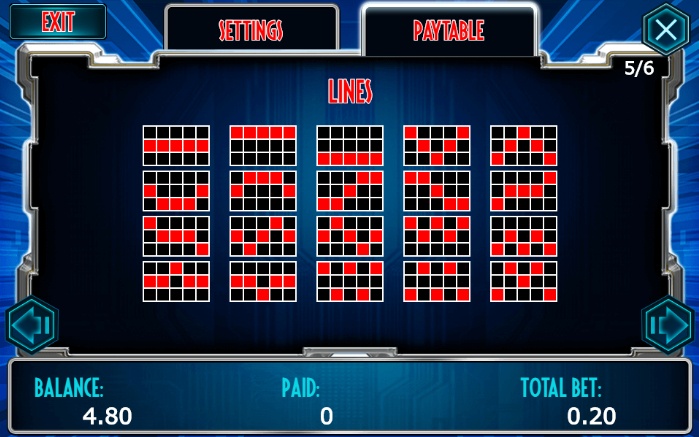 EXIT
SETTINGS
PAYTABLE
5/6
LINES
BALANCE:
PAID:
TOTAL BET:
4.80
0
0.20